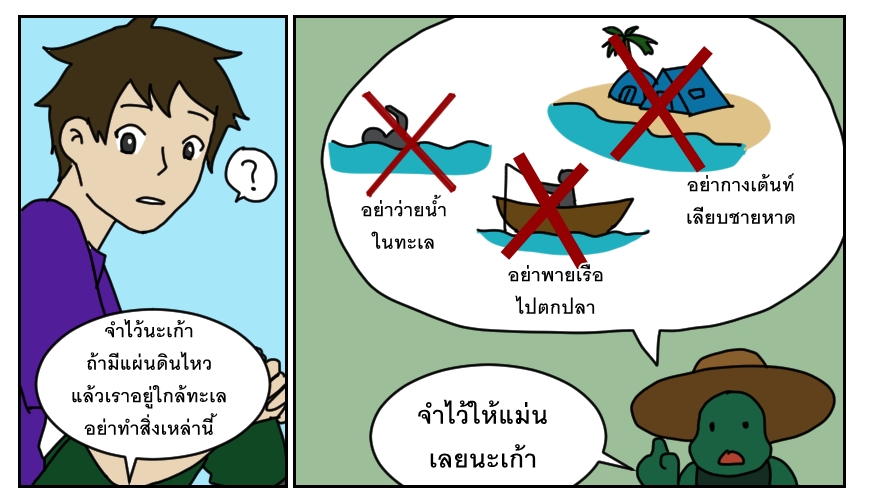 ?
จำไว้นะเก้า
ถ้ามีแผ่นดินไหว
แล้วเราอยู่ใกล้ทะเล
อย่าทำสิ่งเหล่านี้
อย่าว่ายน้ำ
ในทะเล
อย่าพายเรือ
ไปตกปลา
อย่ากางเต้นท์
เลียบชายหาด
จำไว้ให้แม่น
เลยนะเก้า